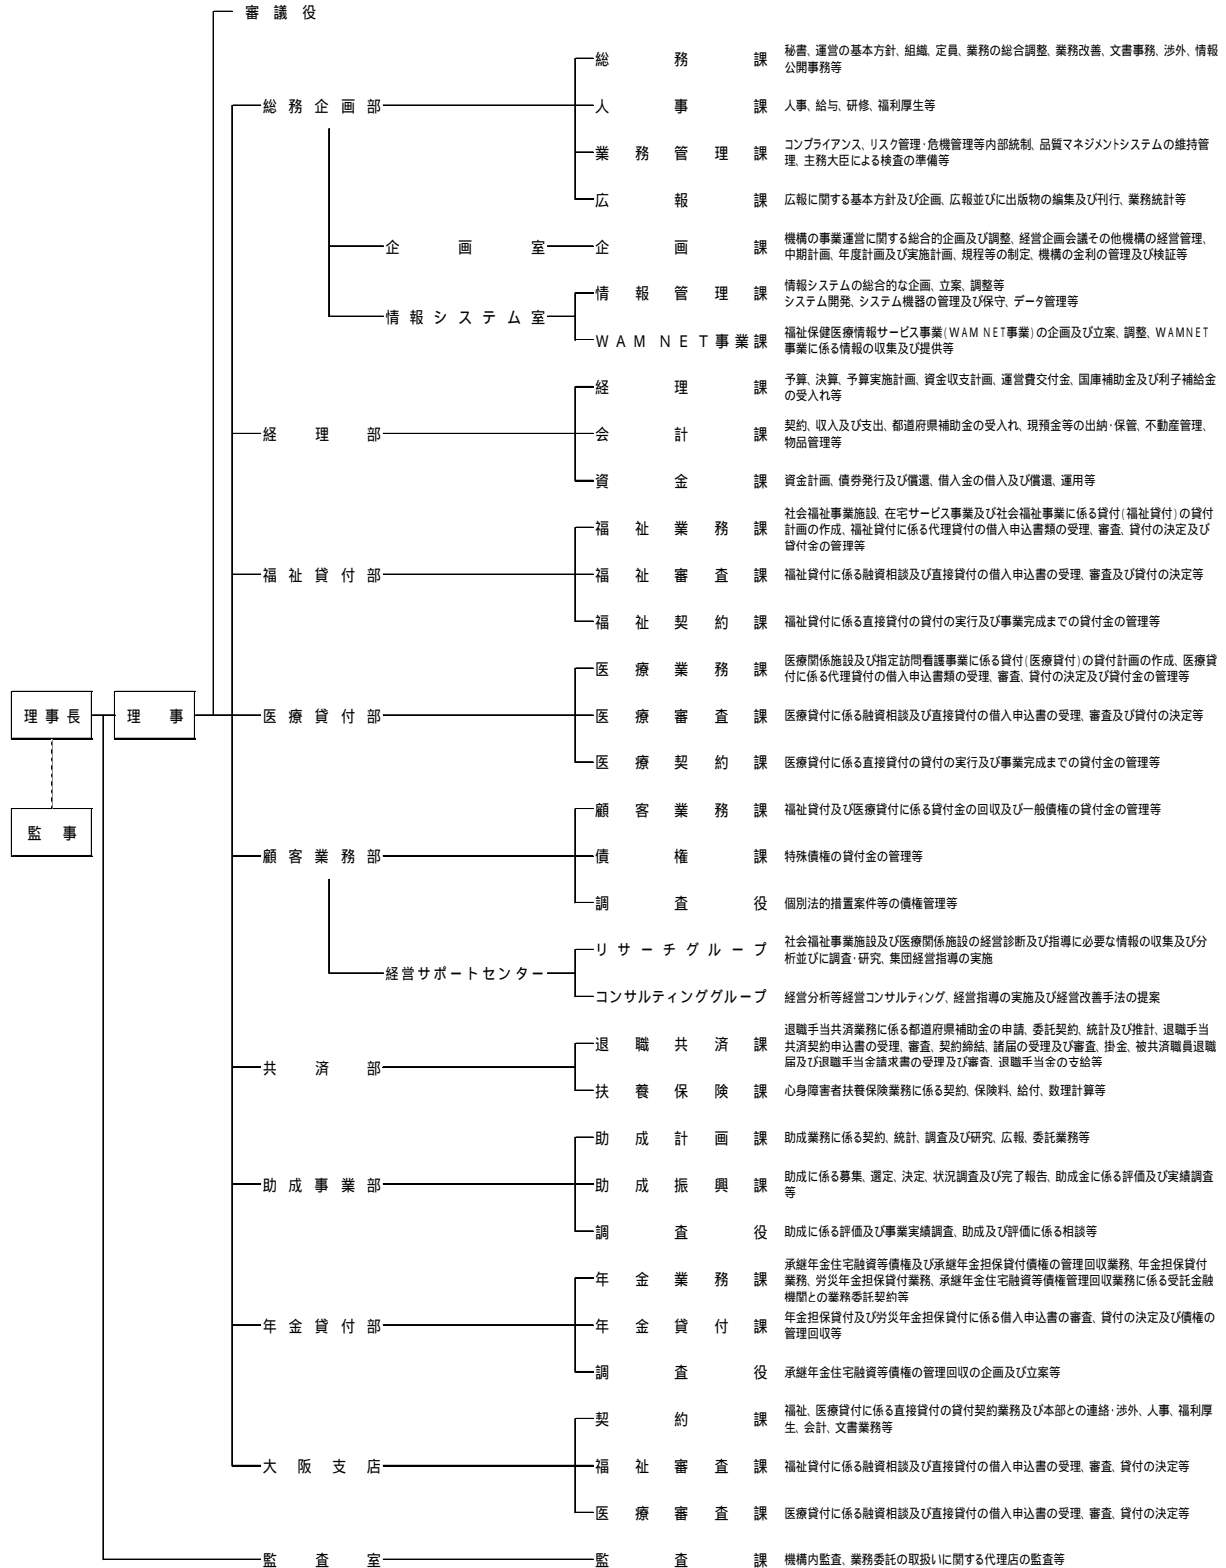 審議役
総務課 秘書、運営の基本方針、組織、定員、業務の総合調整、業務改善、文書事務、渉外、情報
公開事務等
総務企画部
人事課 人事、給与、研修、福利厚生等
業務管理課 コンプライアンス、リスク管理・危機管理等内部統制、品質マネジメントシステムの維持管
理、主務大臣による検査の準備等
広報課 広報に関する基本方針及び企画、広報並びに出版物の編集及び刊行、業務統計等
企画室 企画課 機構の事業運営に関する総合的企画及び調整、経営企画会議その他機構の経営管理、
中期計画、年度計画及び実施計画、規程等の制定、機構の金利の管理及び検証等
情報システム室
情報管理課 情報システムの総合的な企画、立案、調整等
システム開発、システム機器の管理及び保守、データ管理等
WAM NET事業課 福祉保健医療情報サービス事業(WAM NET事業)の企画及び立案、調整、WAMNET
事業に係る情報の収集及び提供等
経理課 予算、決算、予算実施計画、資金収支計画、運営費交付金、国庫補助金及び利子補給金
の受入れ等
経理部
会計課 契約、収入及び支出、都道府県補助金の受入れ、現預金等の出納・保管、不動産管理、
物品管理等
資金課 資金計画、債券発行及び償還、借入金の借入及び償還、運用等
福祉業務課 社会福祉事業施設、在宅サービス事業及び社会福祉事業に係る貸付(福祉貸付)の貸付
計画の作成、福祉貸付に係る代理貸付の借入申込書類の受理、審査、貸付の決定及び
貸付金の管理等
福祉貸付部
福祉審査課 福祉貸付に係る融資相談及び直接貸付の借入申込書の受理、審査及び貸付の決定等
福祉契約課 福祉貸付に係る直接貸付の貸付の実行及び事業完成までの貸付金の管理等
医療業務課 医療関係施設及び指定訪問看護事業に係る貸付(医療貸付)の貸付計画の作成、医療貸
付に係る代理貸付の借入申込書類の受理、審査、貸付の決定及び貸付金の管理等
理事長 理事
医療貸付部
医療審査課 医療貸付に係る融資相談及び直接貸付の借入申込書の受理、審査及び貸付の決定等
医療契約課 医療貸付に係る直接貸付の貸付の実行及び事業完成までの貸付金の管理等
監事
顧客業務課 福祉貸付及び医療貸付に係る貸付金の回収及び一般債権の貸付金の管理等
顧客業務部
債権課 特殊債権の貸付金の管理等
調査役 個別法的措置案件等の債権管理等
経営サポートセンター
リサーチグループ 社会福祉事業施設及び医療関係施設の経営診断及び指導に必要な情報の収集及び分
析並びに調査・研究、集団経営指導の実施
コンサルティンググループ 経営分析等経営コンサルティング、経営指導の実施及び経営改善手法の提案
共済部
退職共済課 退職手当共済業務に係る都道府県補助金の申請、委託契約、統計及び推計、退職手当
共済契約申込書の受理、審査、契約締結、諸届の受理及び審査、掛金、被共済職員退職
届及び退職手当金請求書の受理及び審査、退職手当金の支給等
扶養保険課 心身障害者扶養保険業務に係る契約、保険料、給付、数理計算等
助成計画課 助成業務に係る契約、統計、調査及び研究、広報、委託業務等
助成事業部
助成振興課 助成に係る募集、選定、決定、状況調査及び完了報告、助成金に係る評価及び実績調査
等
調査役 助成に係る評価及び事業実績調査、助成及び評価に係る相談等
年金業務課 承継年金住宅融資等債権及び承継年金担保貸付債権の管理回収業務、年金担保貸付
業務、労災年金担保貸付業務、承継年金住宅融資等債権管理回収業務に係る受託金融
機関との業務委託契約等
年金貸付部
年金貸付課 年金担保貸付及び労災年金担保貸付に係る借入申込書の審査、貸付の決定及び債権の
管理回収等
調査役 承継年金住宅融資等債権の管理回収の企画及び立案等
契約課 福祉、医療貸付に係る直接貸付の貸付契約業務及び本部との連絡・渉外、人事、福利厚
生、会計、文書業務等
大阪支店
福祉審査課 福祉貸付に係る融資相談及び直接貸付の借入申込書の受理、審査、貸付の決定等
医療審査課 医療貸付に係る融資相談及び直接貸付の借入申込書の受理、審査、貸付の決定等
監査室 監査課 機構内監査、業務委託の取扱いに関する代理店の監査等